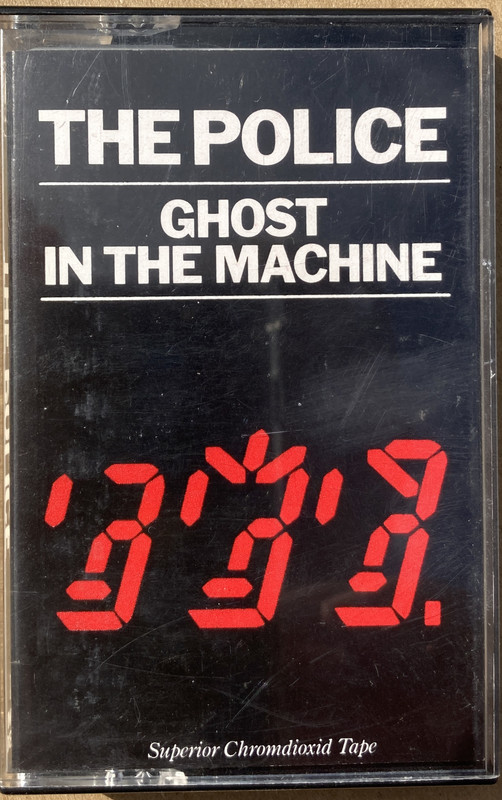 THE POLICE
GHOST
IN THE MACHINE
Superior Chromdioxid Tape